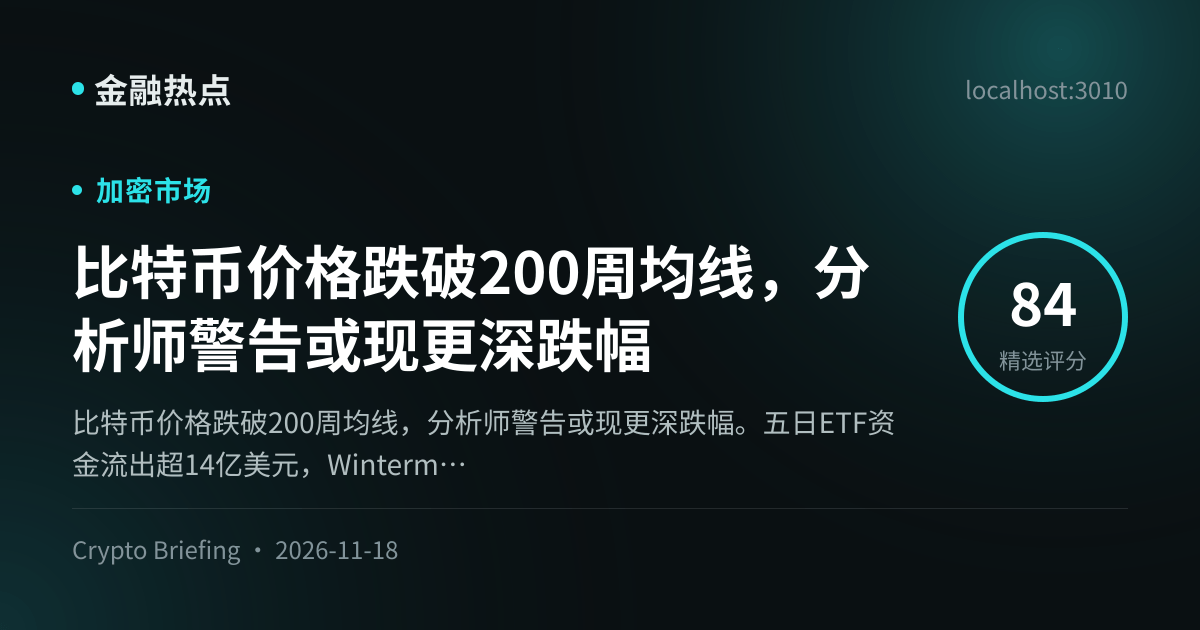 金融热点
localhost:3010
加密市场
比特币价格跌破200周均线，分
析师警告或现更深跌幅
84
精选评分
比特币价格跌破200周均线，分析师警告或现更深跌幅。五日ETF资
金流出超14亿美元，Winterm…
Crypto Briefing · 2026-11-18